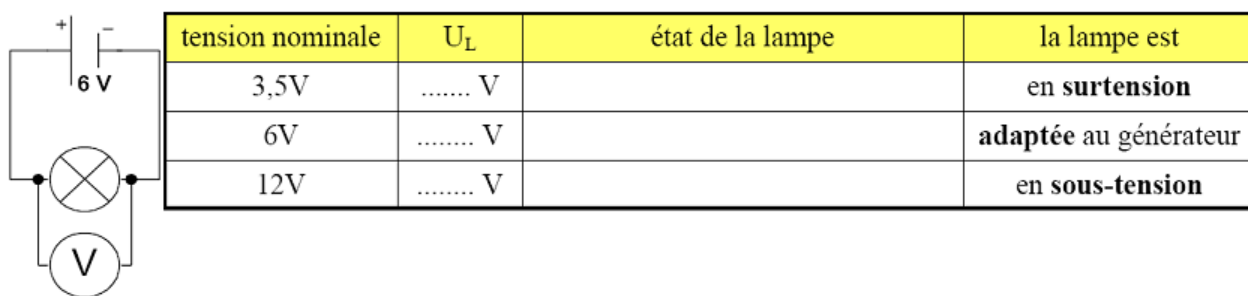 + −
6 V
V
tension nominale U_L état de la lampe la lampe est
3,5V ....... V en surtension
6V ........ V adaptée au générateur
12V ........ V en sous-tension